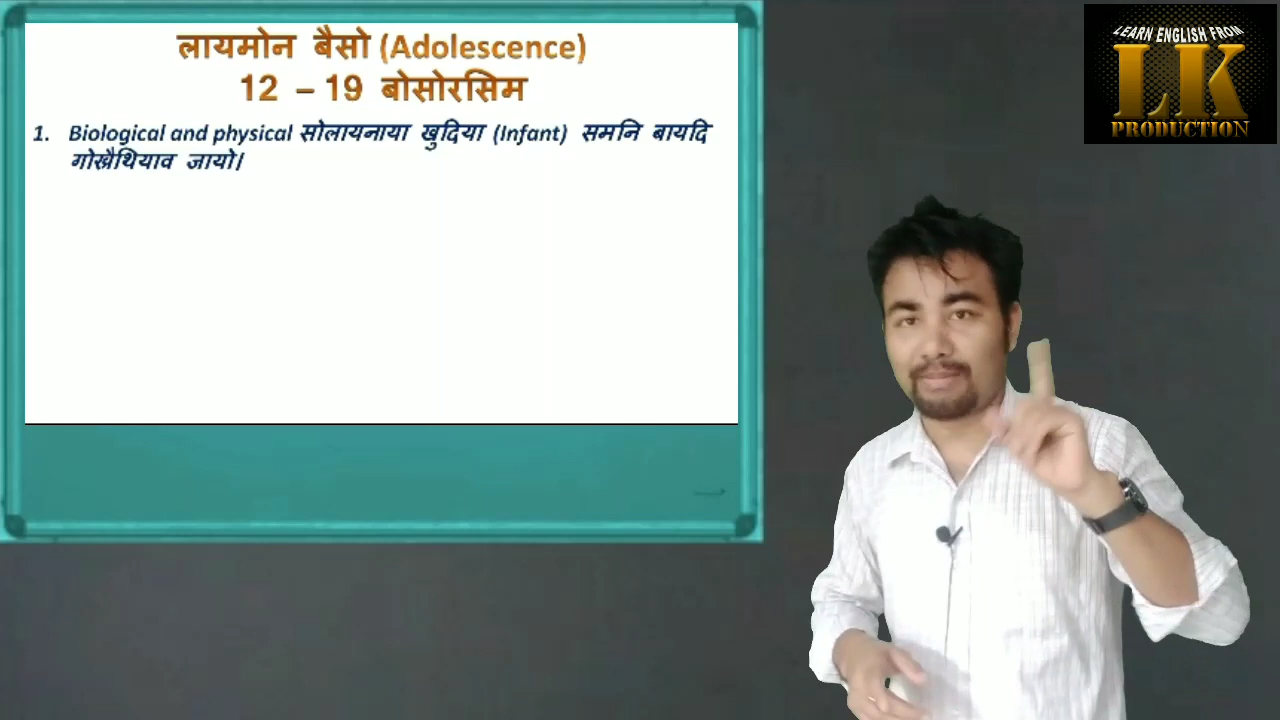 लायमोन बैसो (Adolescence)
12 – 19 बोसोरसिम
1. Biological and physical सोलायनाया खुदिया (Infant) समनि बायदि
गोख्रैथियाव जायो।
LEARN ENGLISH FROM
LK
PRODUCTION